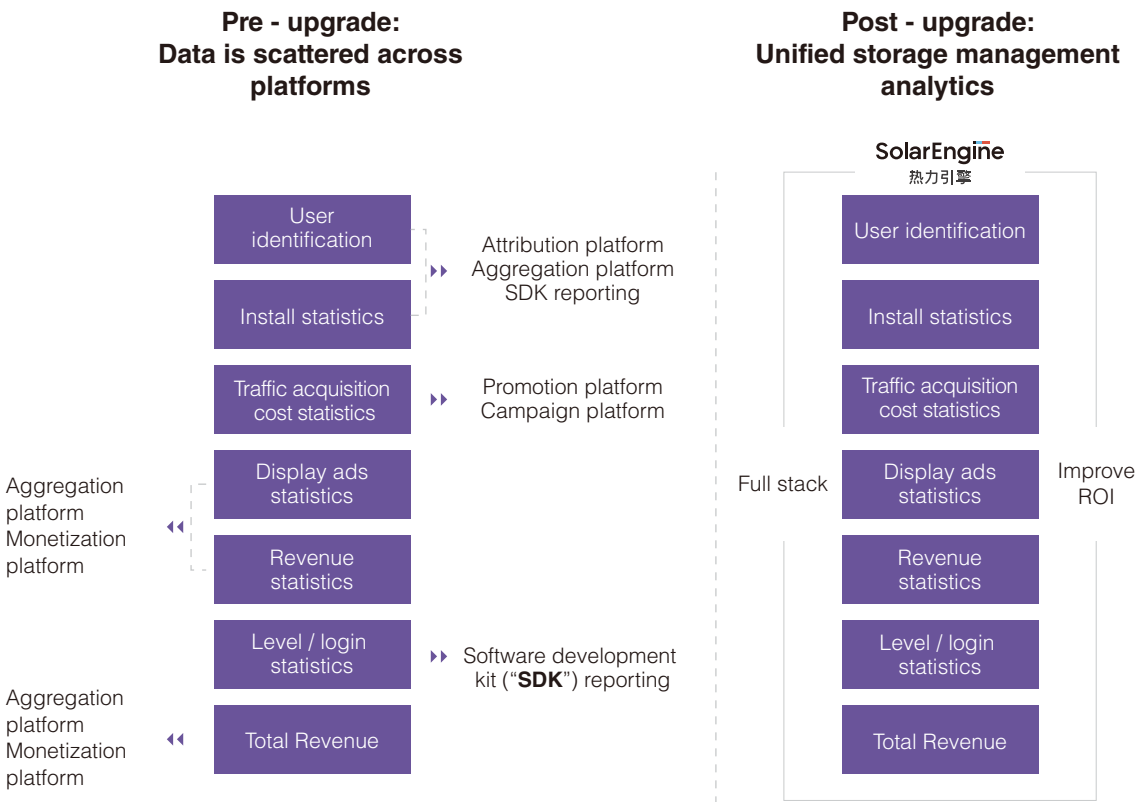 Pre - upgrade:
Data is scattered across
platforms
User
identification
Install statistics
Attribution platform
Aggregation platform
SDK reporting
Traffic acquisition
cost statistics
Promotion platform
Campaign platform
Aggregation
platform
Monetization
platform
Display ads
statistics
Revenue
statistics
Level / login
statistics
Software development
kit (“SDK”) reporting
Aggregation
platform
Monetization
platform
Total Revenue
Post - upgrade:
Unified storage management
analytics
SolarEngine
热力引擎
User identification
Install statistics
Traffic acquisition
cost statistics
Full stack
Display ads
statistics
Improve
ROI
Revenue
statistics
Level / login
statistics
Total Revenue